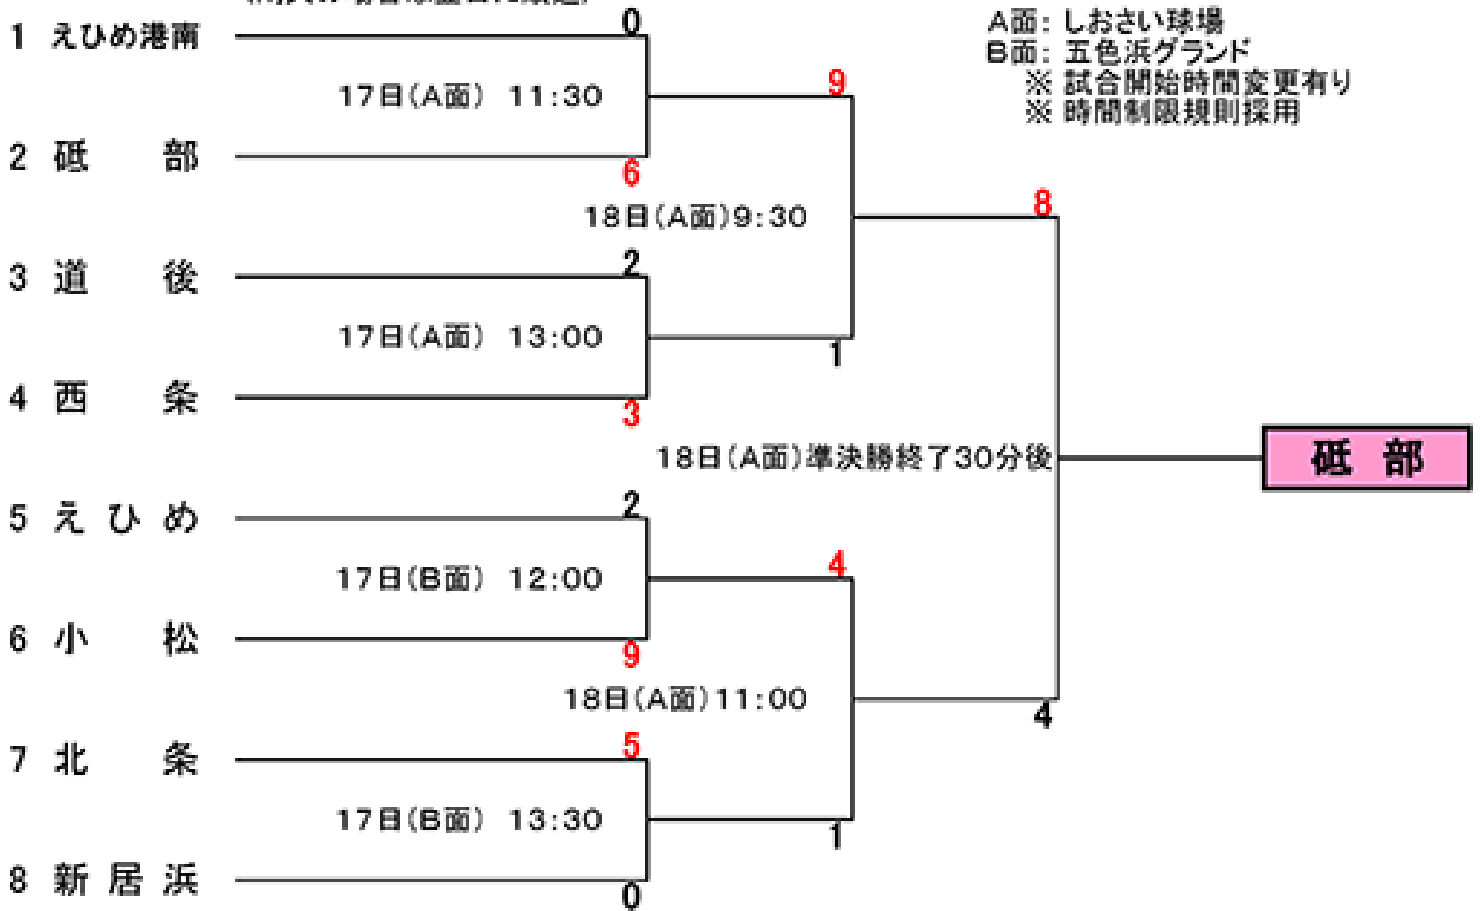 0
1 えひめ港南
A面: しおさい球場
B面: 五色浜グランド
※ 試合開始時間変更有り
※ 時間制限規則採用
17日(A面) 11:30
9
2 砥 部
6
18日(A面)9:30
8
3 道 後
2
17日(A面) 13:00
1
4 西 条
3
18日(A面)準決勝終了30分後
砥 部
5 えひめ
2
17日(B面) 12:00
4
6 小 松
9
18日(A面)11:00
4
7 北 条
5
17日(B面) 13:30
1
8 新居浜
0